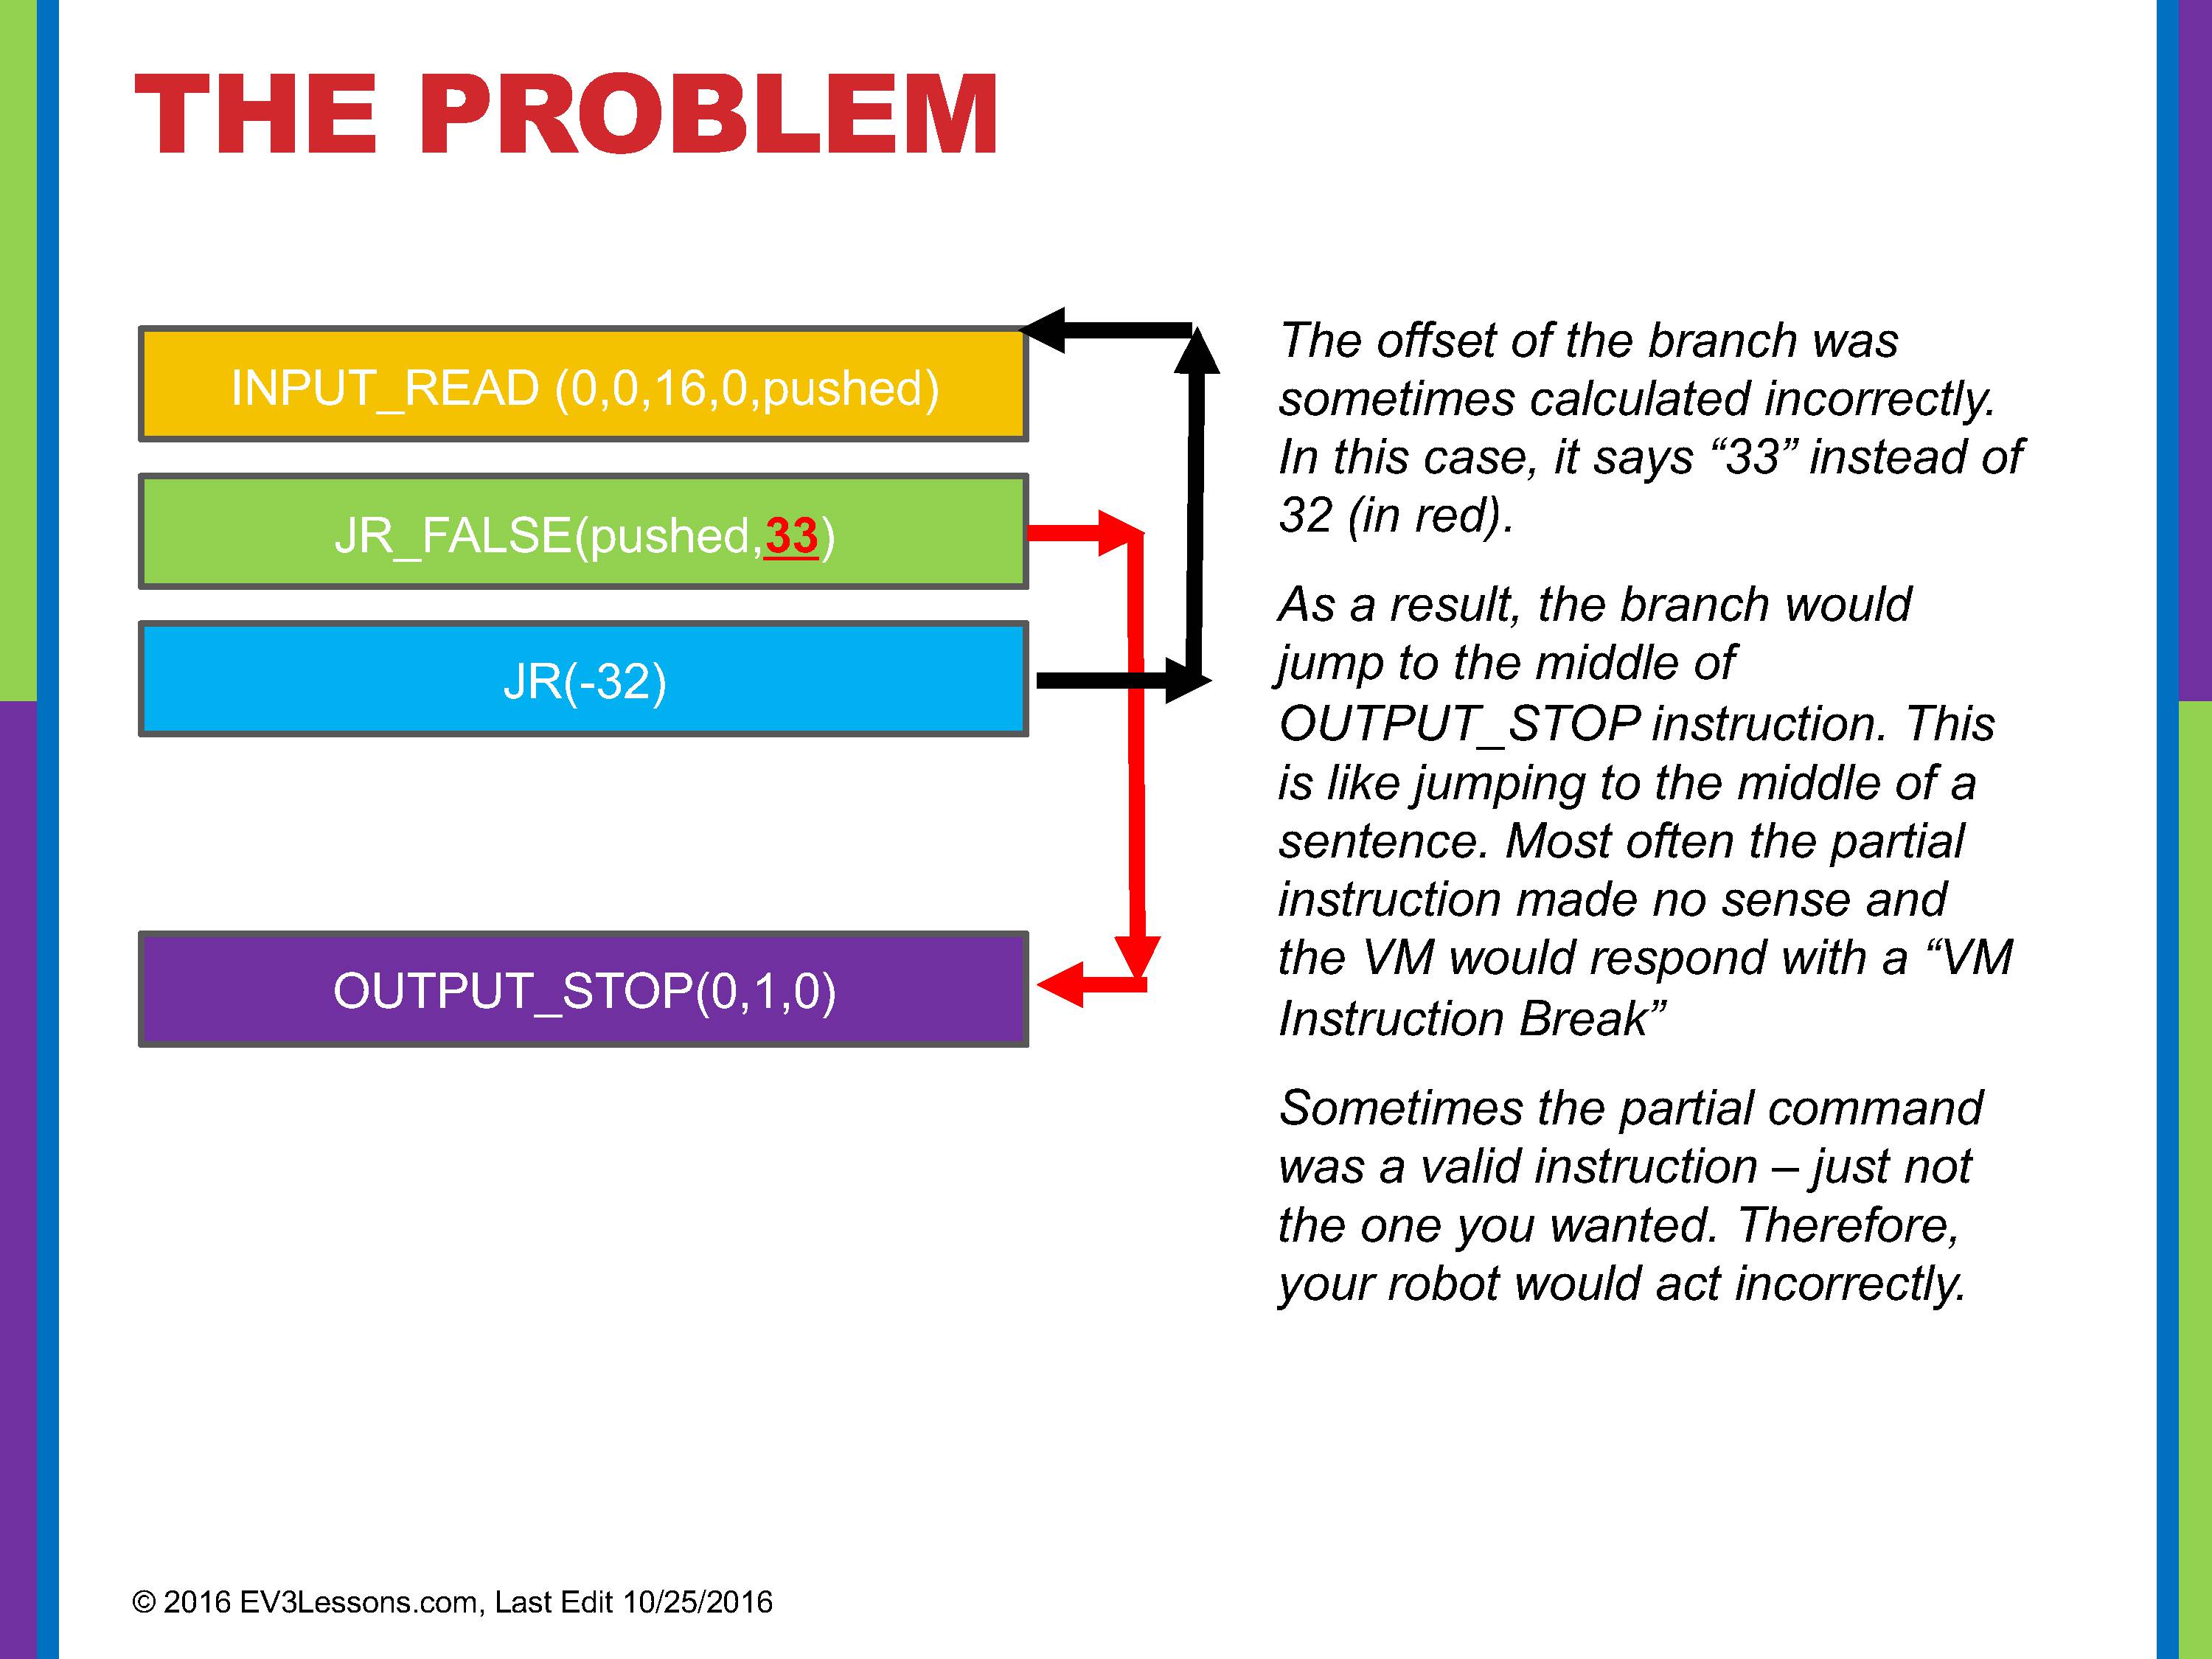 THE PROBLEM
INPUT_READ (0,0,16,0,pushed)
JR_FALSE(pushed,33)
JR(-32)
OUTPUT_STOP(0,1,0)
The offset of the branch was
sometimes calculated incorrectly.
In this case, it says “33” instead of
32 (in red).
As a result, the branch would
jump to the middle of
OUTPUT_STOP instruction. This
is like jumping to the middle of a
sentence. Most often the partial
instruction made no sense and
the VM would respond with a “VM
Instruction Break”
Sometimes the partial command
was a valid instruction – just not
the one you wanted. Therefore,
your robot would act incorrectly.
© 2016 EV3Lessons.com, Last Edit 10/25/2016